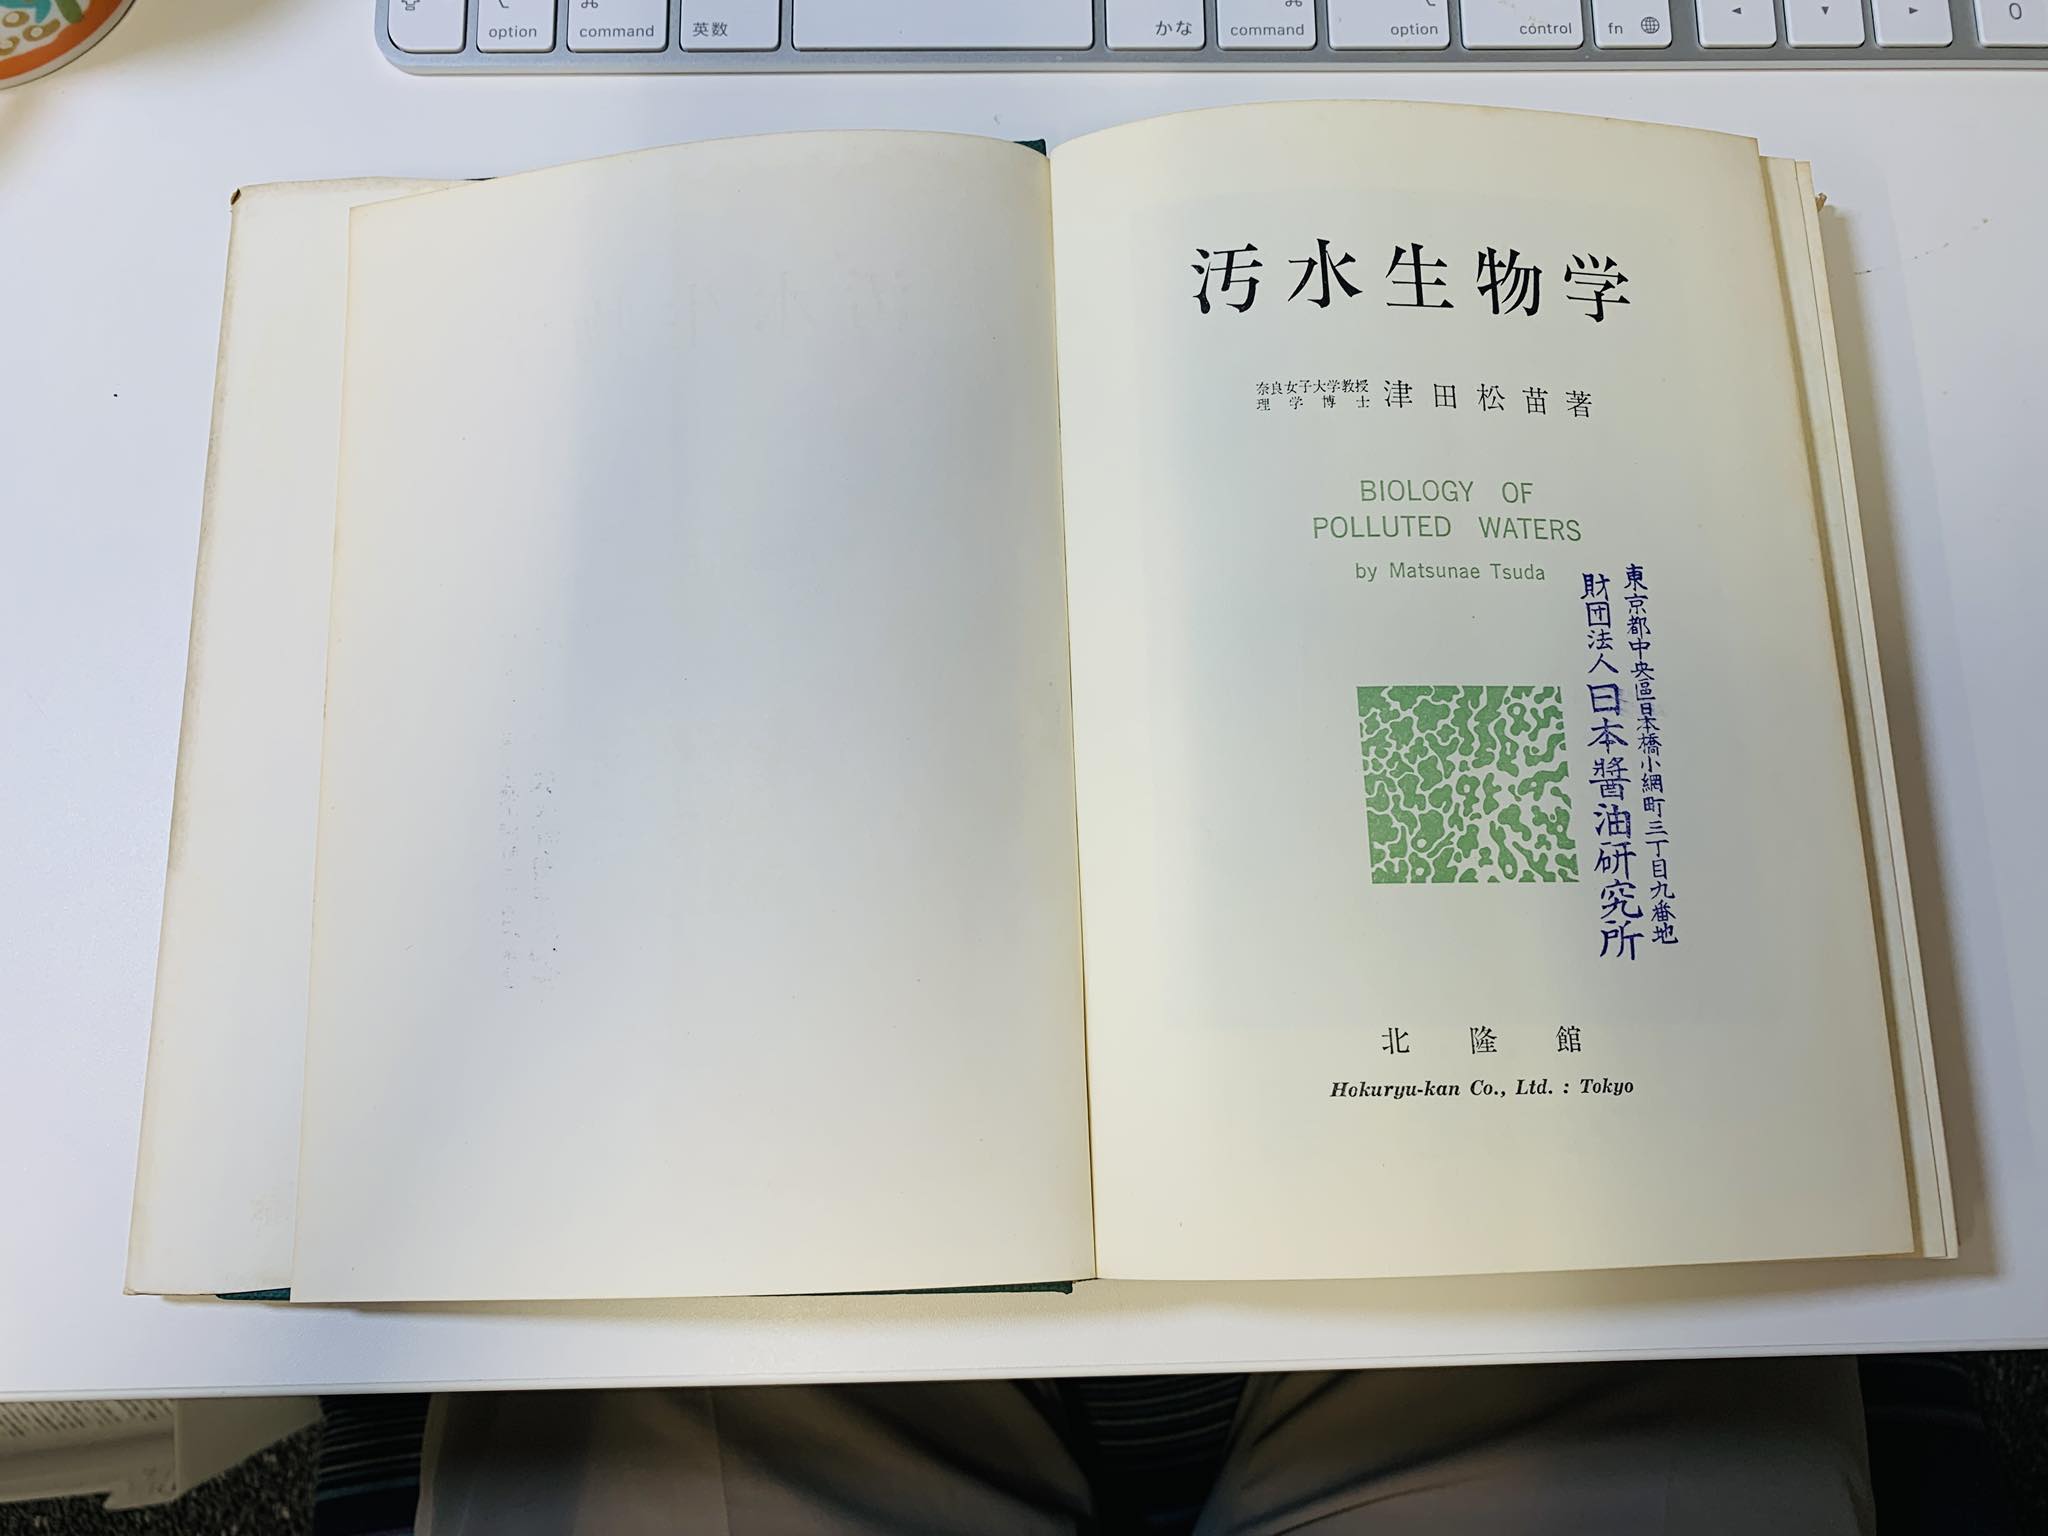 option
command
英数
かな
command
option
control
fn
0
汚水生物学
奈良女子大学教授
理学博士
津田松苗著
BIOLOGY OF
POLLUTED WATERS
by Matsunae Tsuda
東京都中央區日本橋小網町三丁目九番地
財団法人日本醬油研究所
北隆館
Hokuryu-kan Co., Ltd. : Tokyo